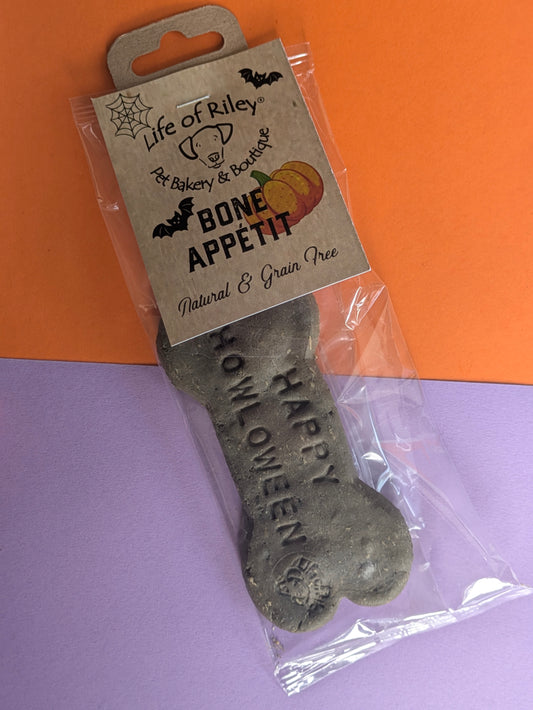 Life of Riley®
Pet Bakery & Boutique
BONE
APPÉTIT
Natural & Grain Free
HAPPY
HOWLOWEEN